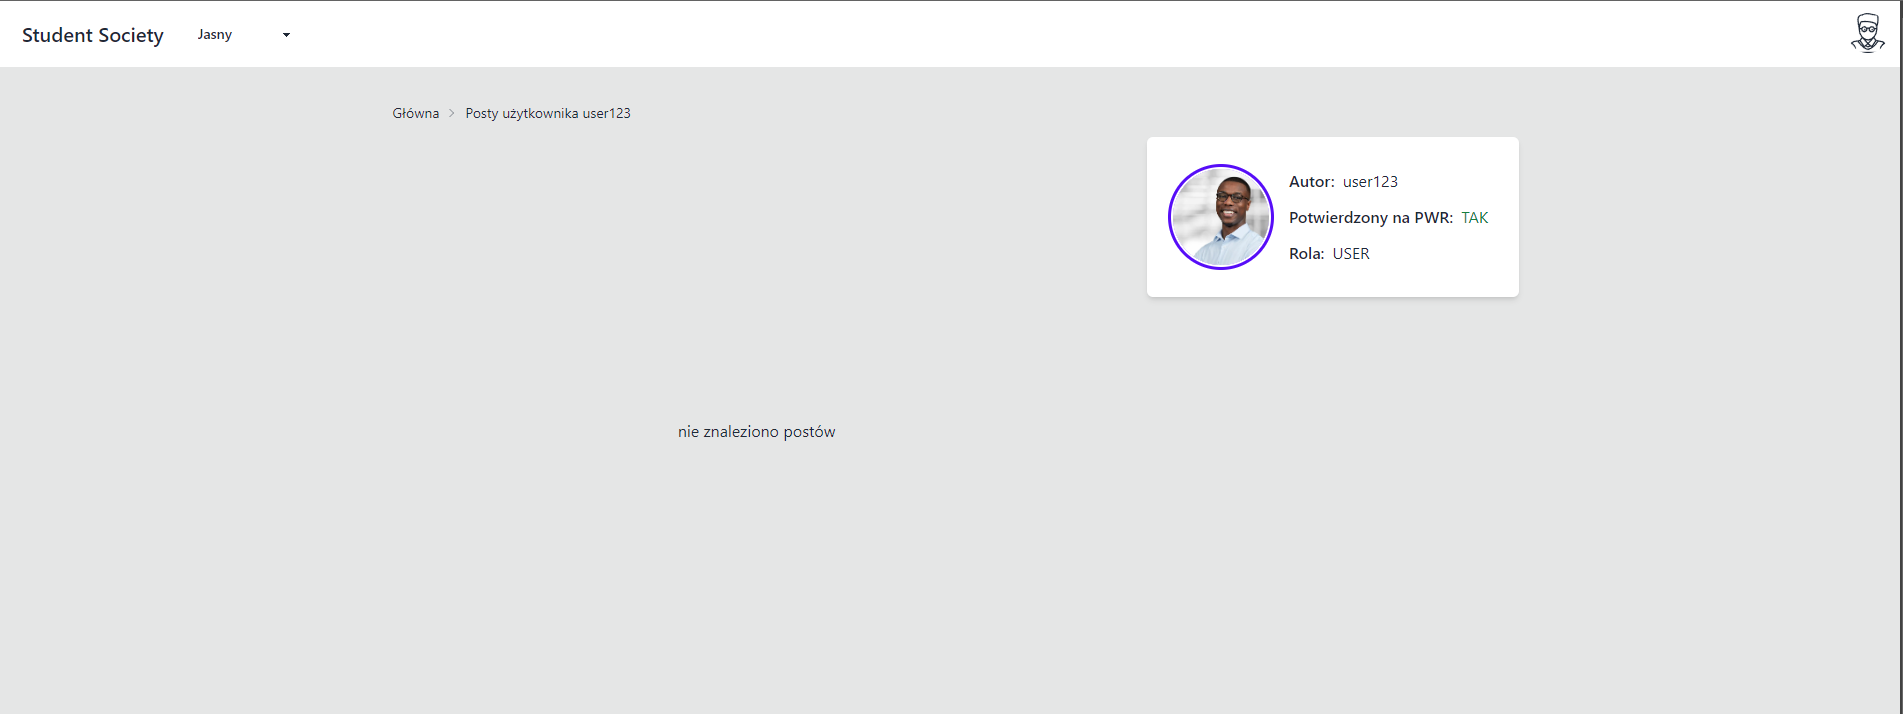 Student Society
Jasny
Główna
Posty użytkownika user123
Autor: user123
Potwierdzony na PWR: TAK
Rola: USER
nie znaleziono postów